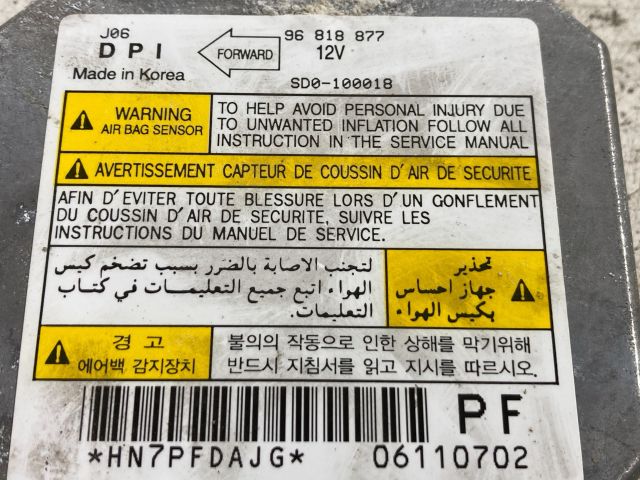 J06
96 818 877
DPI
FORWARD
12V
Made in Korea
SD0-100018
WARNING
AIR BAG SENSOR
TO HELP AVOID PERSONAL INJURY DUE
TO UNWANTED INFLATION FOLLOW ALL
INSTRUCTION IN THE SERVICE MANUAL
AVERTISSEMENT CAPTEUR DE COUSSIN D'AIR DE SECURITE
AFIN D'EVITER TOUTE BLESSURE LORS D'UN GONFLEMENT
DU COUSSIN D'AIR DE SECURITE, SUIVRE LES
INSTRUCTIONS DU MANUEL DE SERVICE.
تحذير
جهاز احساس
بكيس الهواء
لتجنب الاصابة بالضرر بسبب تضخم كيس
الهواء اتبع جميع التعليمات في كتاب
التعليمات.
경 고
에어백 감지장치
불의의 작동으로 인한 상해를 막기위해
반드시 지침서를 읽고 지시를 따르시오.
PF
*HN7PFDAJG*
06110702